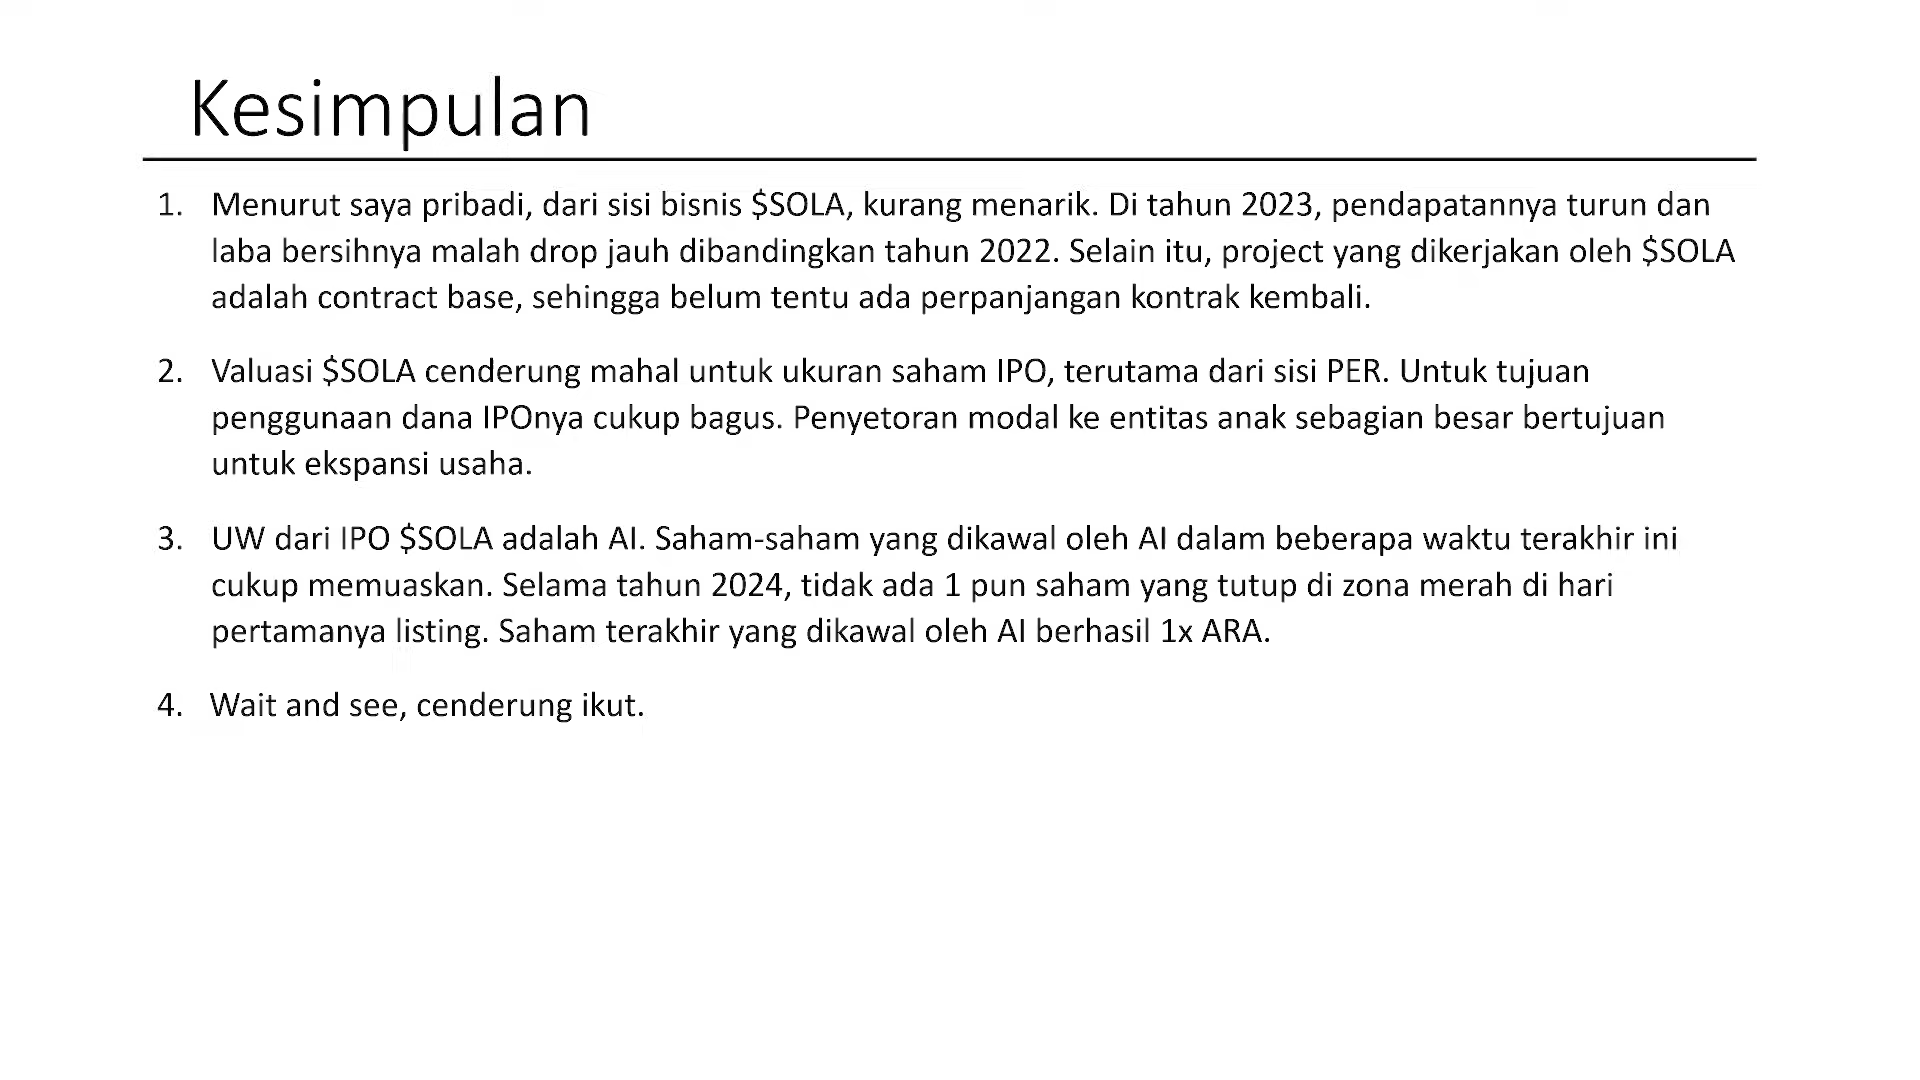 Kesimpulan
1. Menurut saya pribadi, dari sisi bisnis $SOLA, kurang menarik. Di tahun 2023, pendapatannya turun dan
laba bersihnya malah drop jauh dibandingkan tahun 2022. Selain itu, project yang dikerjakan oleh $SOLA
adalah contract base, sehingga belum tentu ada perpanjangan kontrak kembali.
2. Valuasi $SOLA cenderung mahal untuk ukuran saham IPO, terutama dari sisi PER. Untuk tujuan
penggunaan dana IPOnya cukup bagus. Penyetoran modal ke entitas anak sebagian besar bertujuan
untuk ekspansi usaha.
3. UW dari IPO $SOLA adalah AI. Saham-saham yang dikawal oleh AI dalam beberapa waktu terakhir ini
cukup memuaskan. Selama tahun 2024, tidak ada 1 pun saham yang tutup di zona merah di hari
pertamanya listing. Saham terakhir yang dikawal oleh AI berhasil 1x ARA.
4. Wait and see, cenderung ikut.